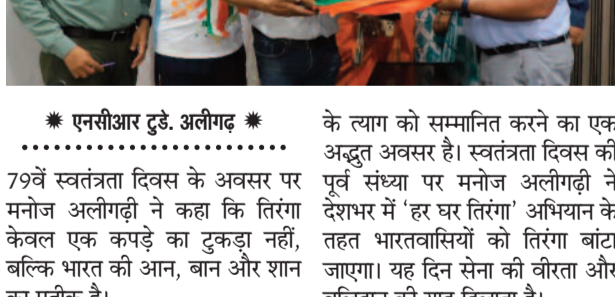 ✹ एनसीआर टुडे. अलीगढ़ ✹
79वें स्वतंत्रता दिवस के अवसर पर
मनोज अलीगढ़ी ने कहा कि तिरंगा
केवल एक कपड़े का टुकड़ा नहीं,
बल्कि भारत की आन, बान और शान
का प्रतीक है।
के त्याग को सम्मानित करने का एक
अद्भुत अवसर है। स्वतंत्रता दिवस की
पूर्व संध्या पर मनोज अलीगढ़ी ने
देशभर में ‘हर घर तिरंगा’ अभियान के
तहत भारतवासियों को तिरंगा बांटा
जाएगा। यह दिन सेना की वीरता और
बलिदान की याद दिलाता है।